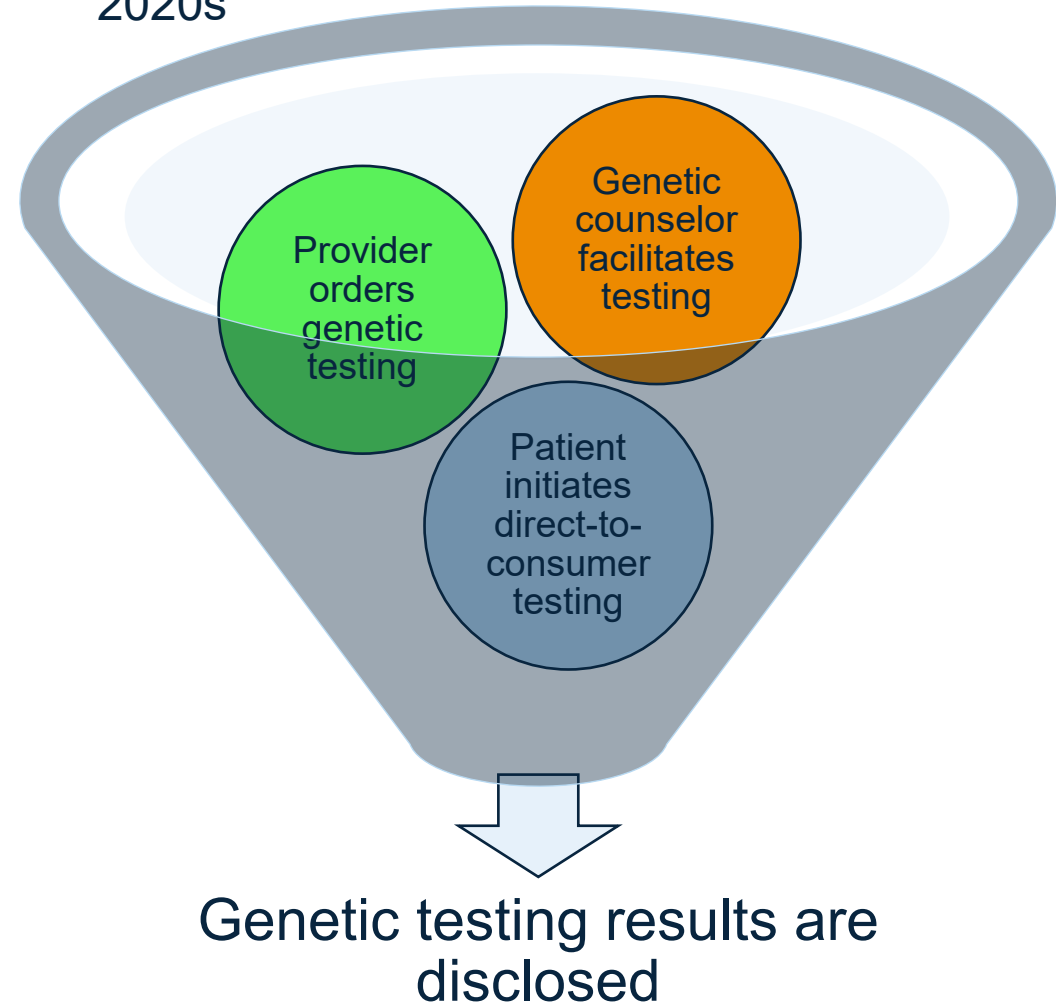 2020s
Provider
orders
genetic
testing
Genetic
counselor
facilitates
testing
Patient
initiates
direct-to-
consumer
testing
Genetic testing results are
disclosed